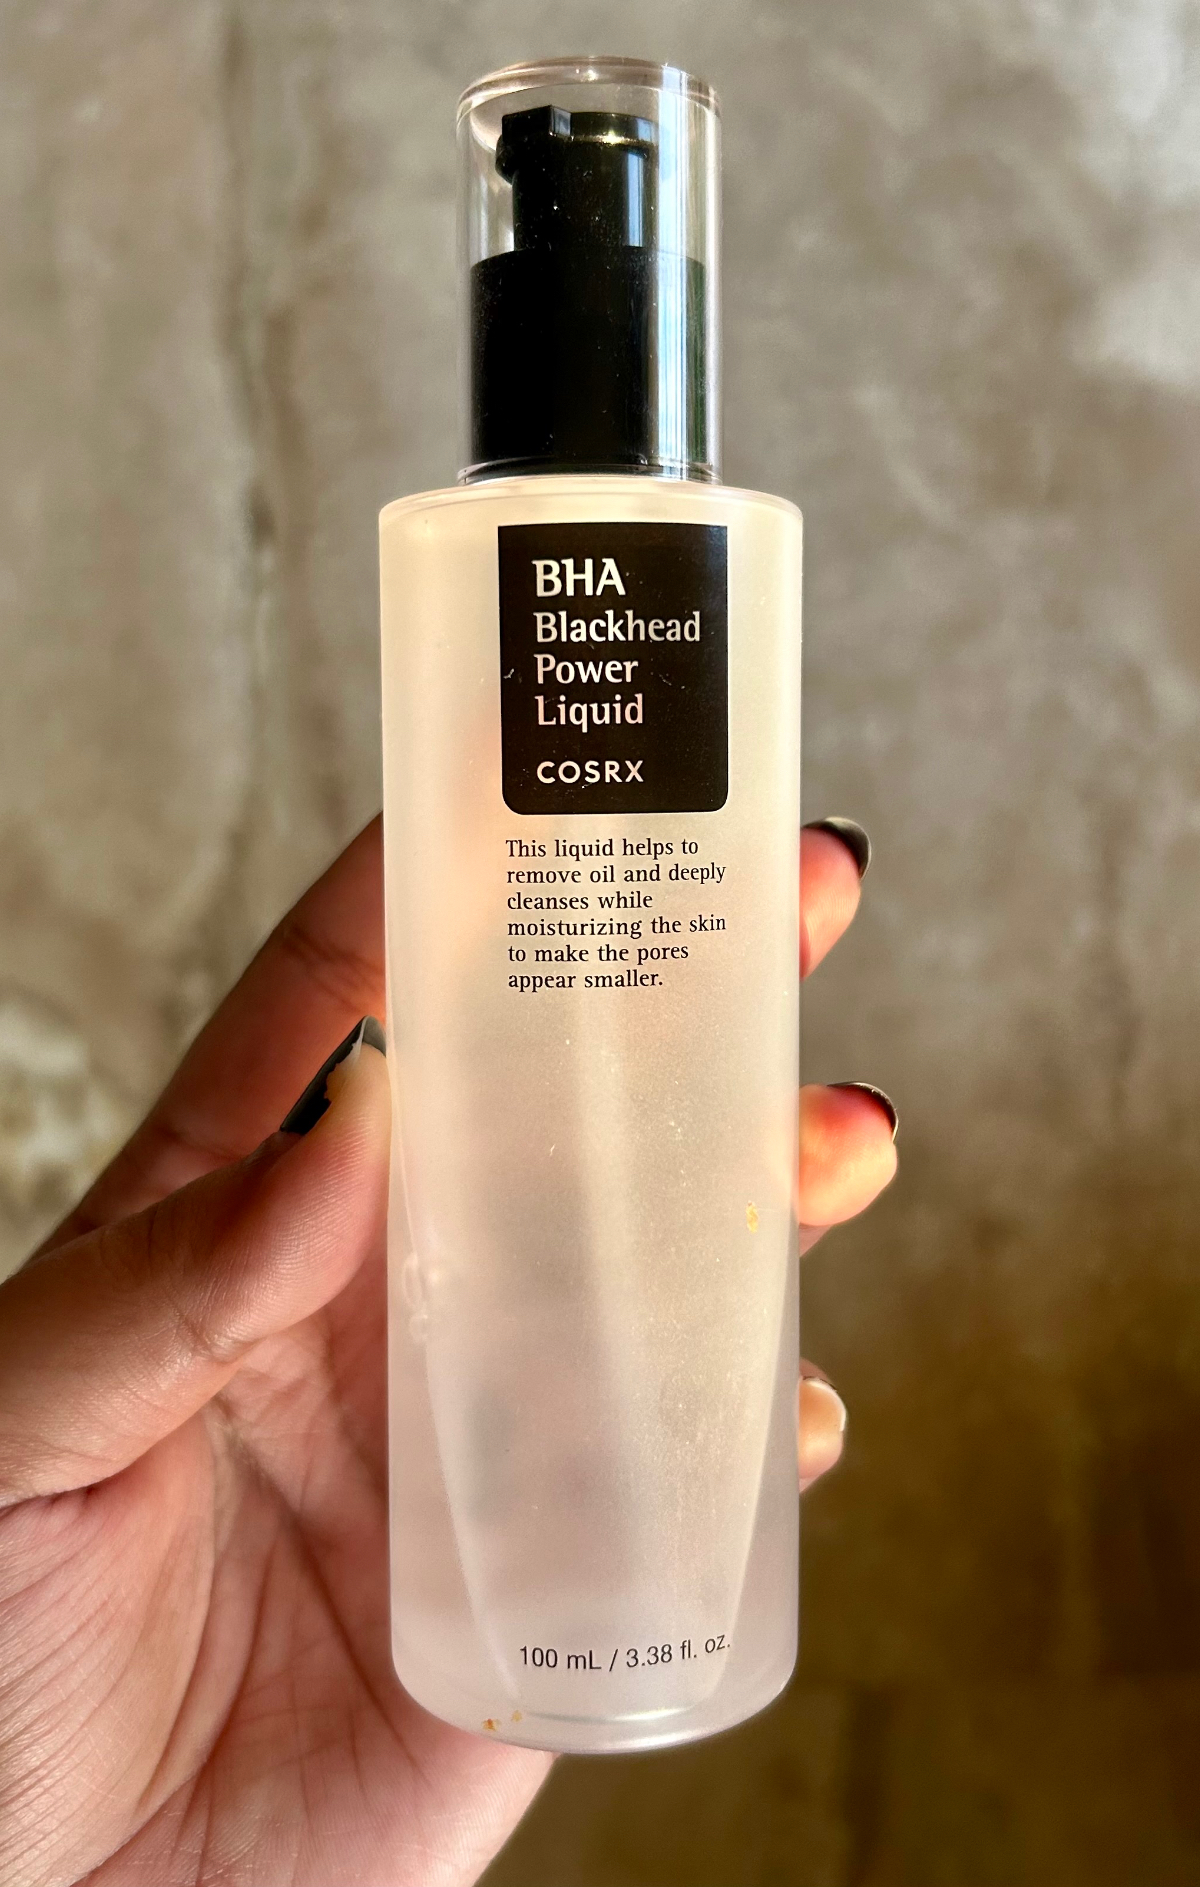 BHA
Blackhead
Power
Liquid
COSRX
This liquid helps to
remove oil and deeply
cleanses while
moisturizing the skin
to make the pores
appear smaller.
100 mL / 3.38 fl. oz.